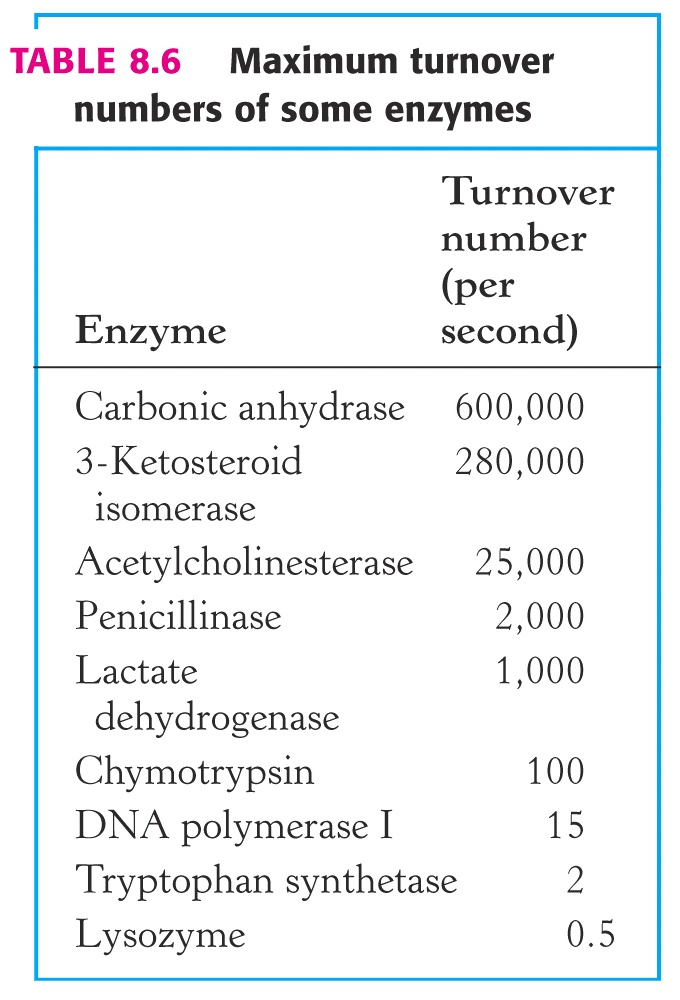 TABLE 8.6 Maximum turnover
numbers of some enzymes
Turnover
number
(per
Enzyme second)
Carbonic anhydrase 600,000
3-Ketosteroid 280,000
isomerase
Acetylcholinesterase 25,000
Penicillinase 2,000
Lactate 1,000
dehydrogenase
Chymotrypsin 100
DNA polymerase I 15
Tryptophan synthetase 2
Lysozyme 0.5